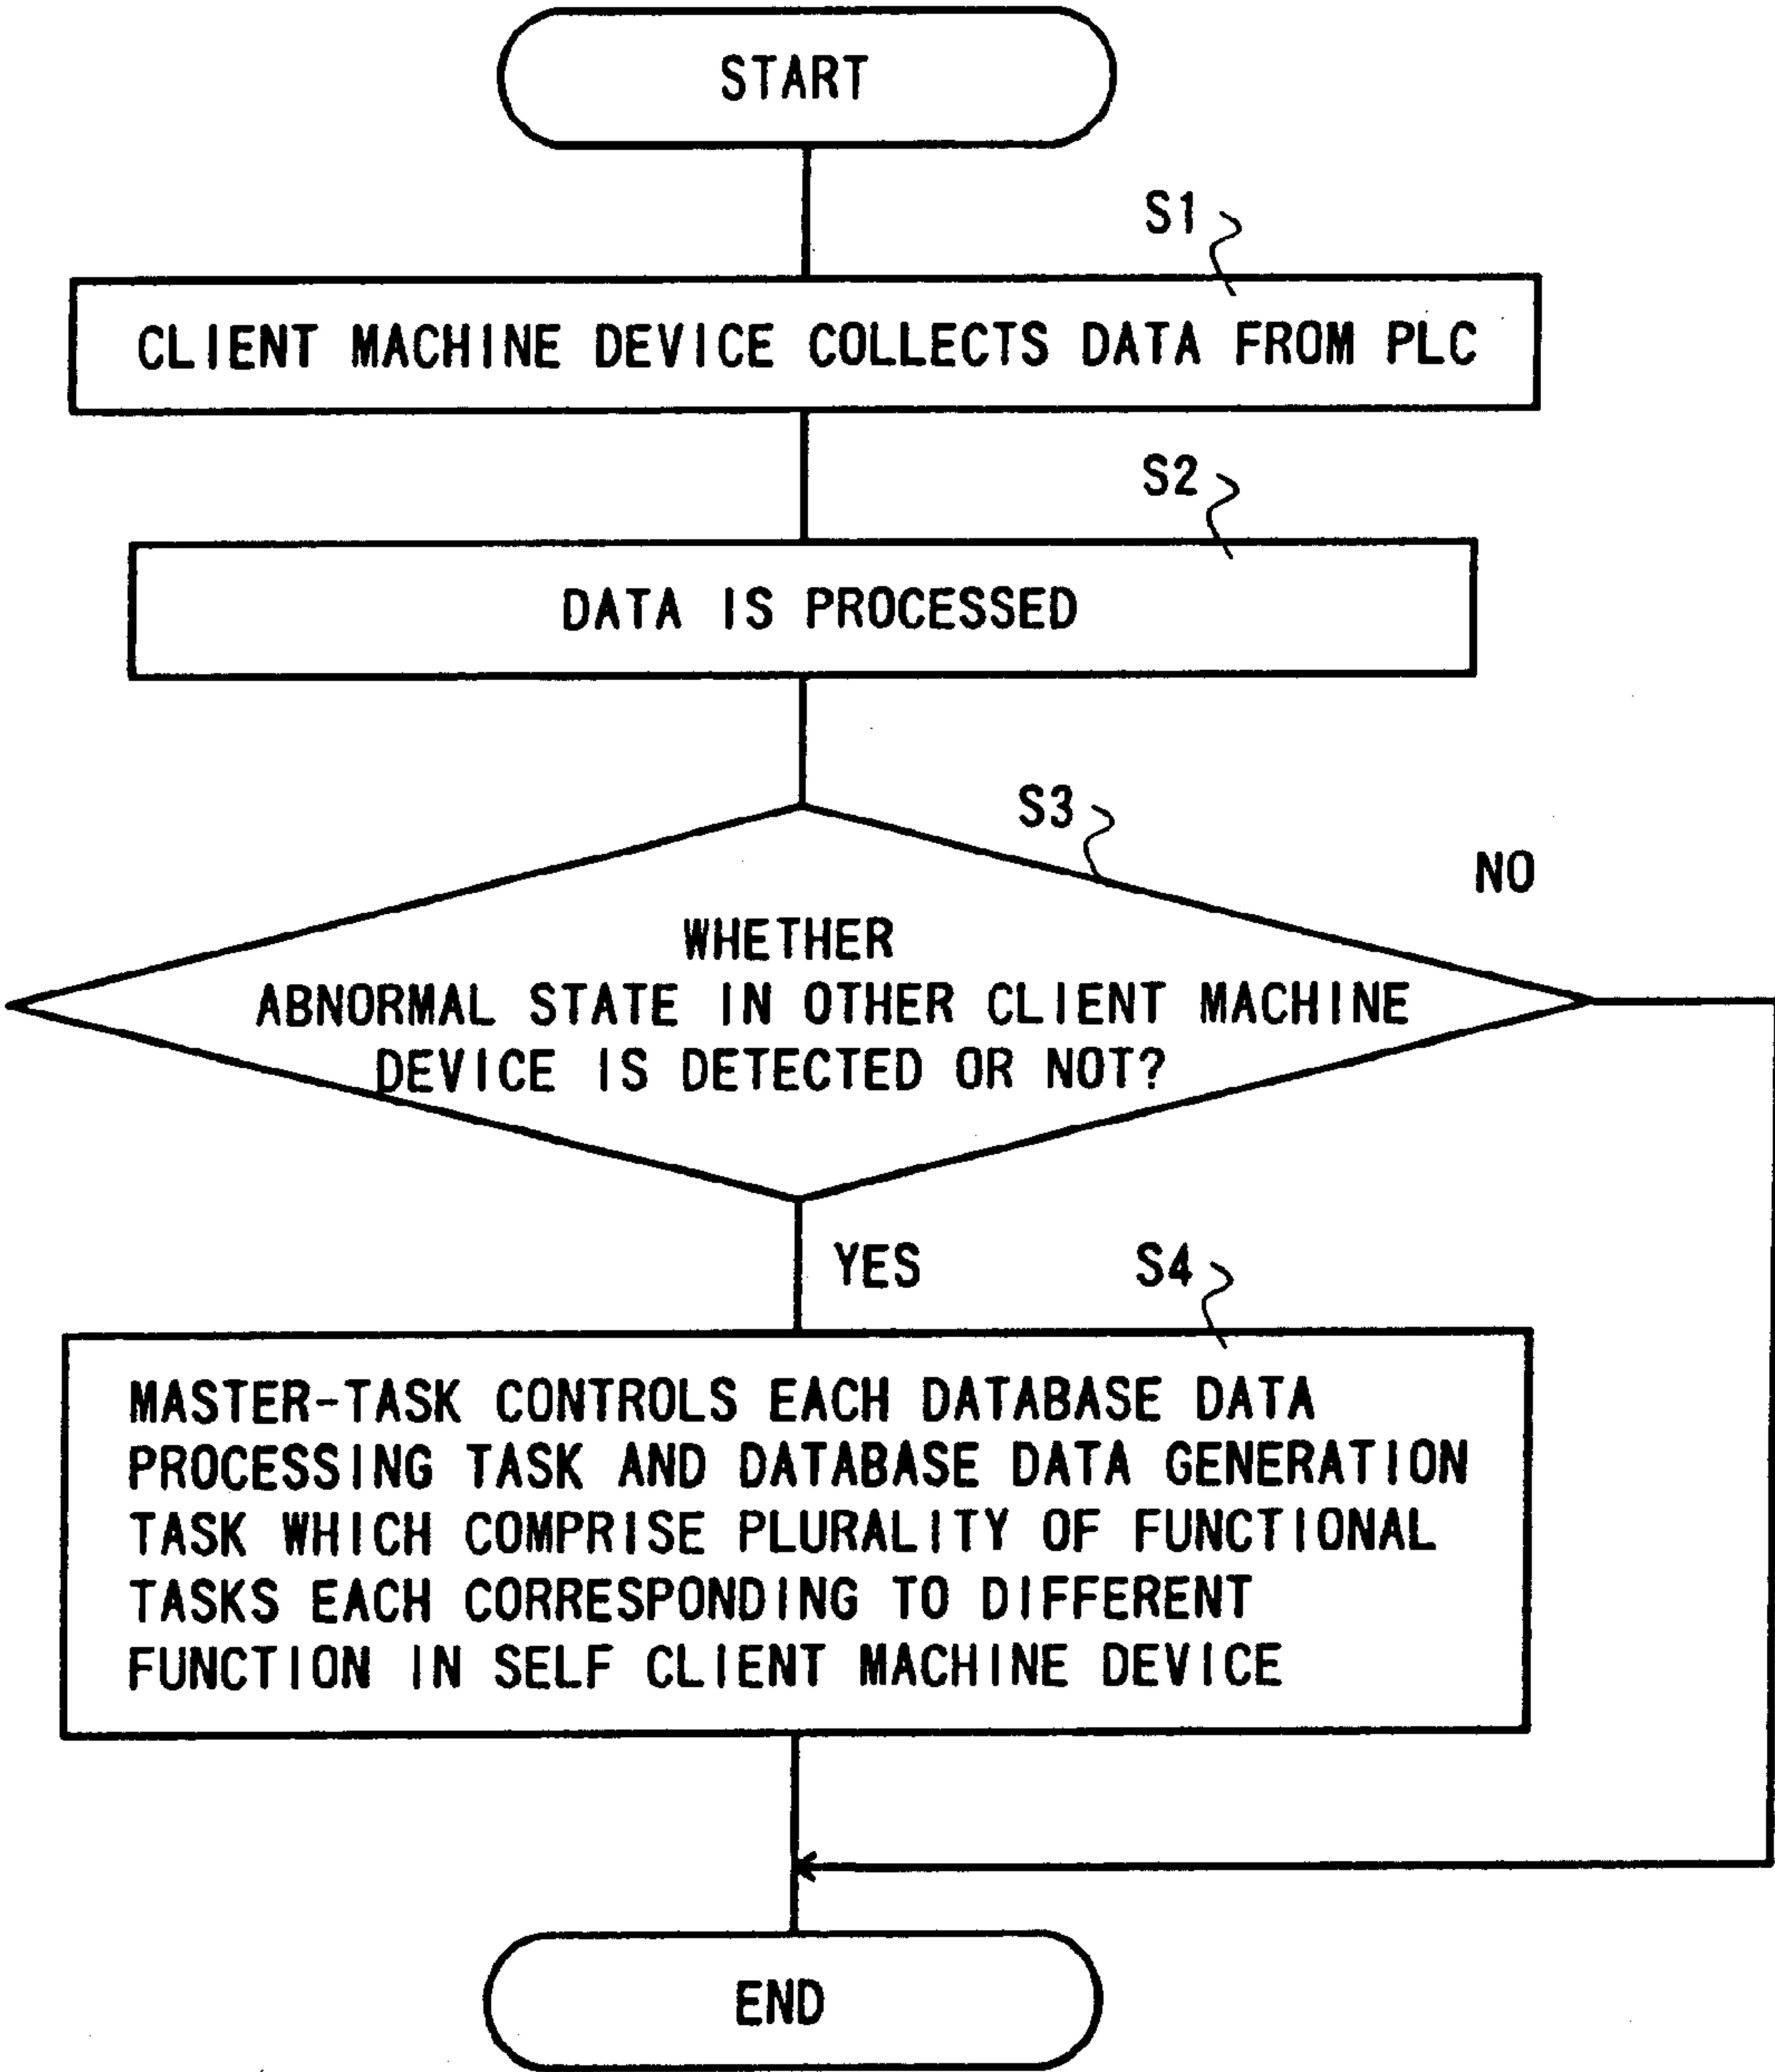 START
S1
CLIENT MACHINE DEVICE COLLECTS DATA FROM PLC
S2
DATA IS PROCESSED
S3
NO
WHETHER
ABNORMAL STATE IN OTHER CLIENT MACHINE
DEVICE IS DETECTED OR NOT?
YES
S4
MASTER-TASK CONTROLS EACH DATABASE DATA
PROCESSING TASK AND DATABASE DATA GENERATION
TASK WHICH COMPRISE PLURALITY OF FUNCTIONAL
TASKS EACH CORRESPONDING TO DIFFERENT
FUNCTION IN SELF CLIENT MACHINE DEVICE
END